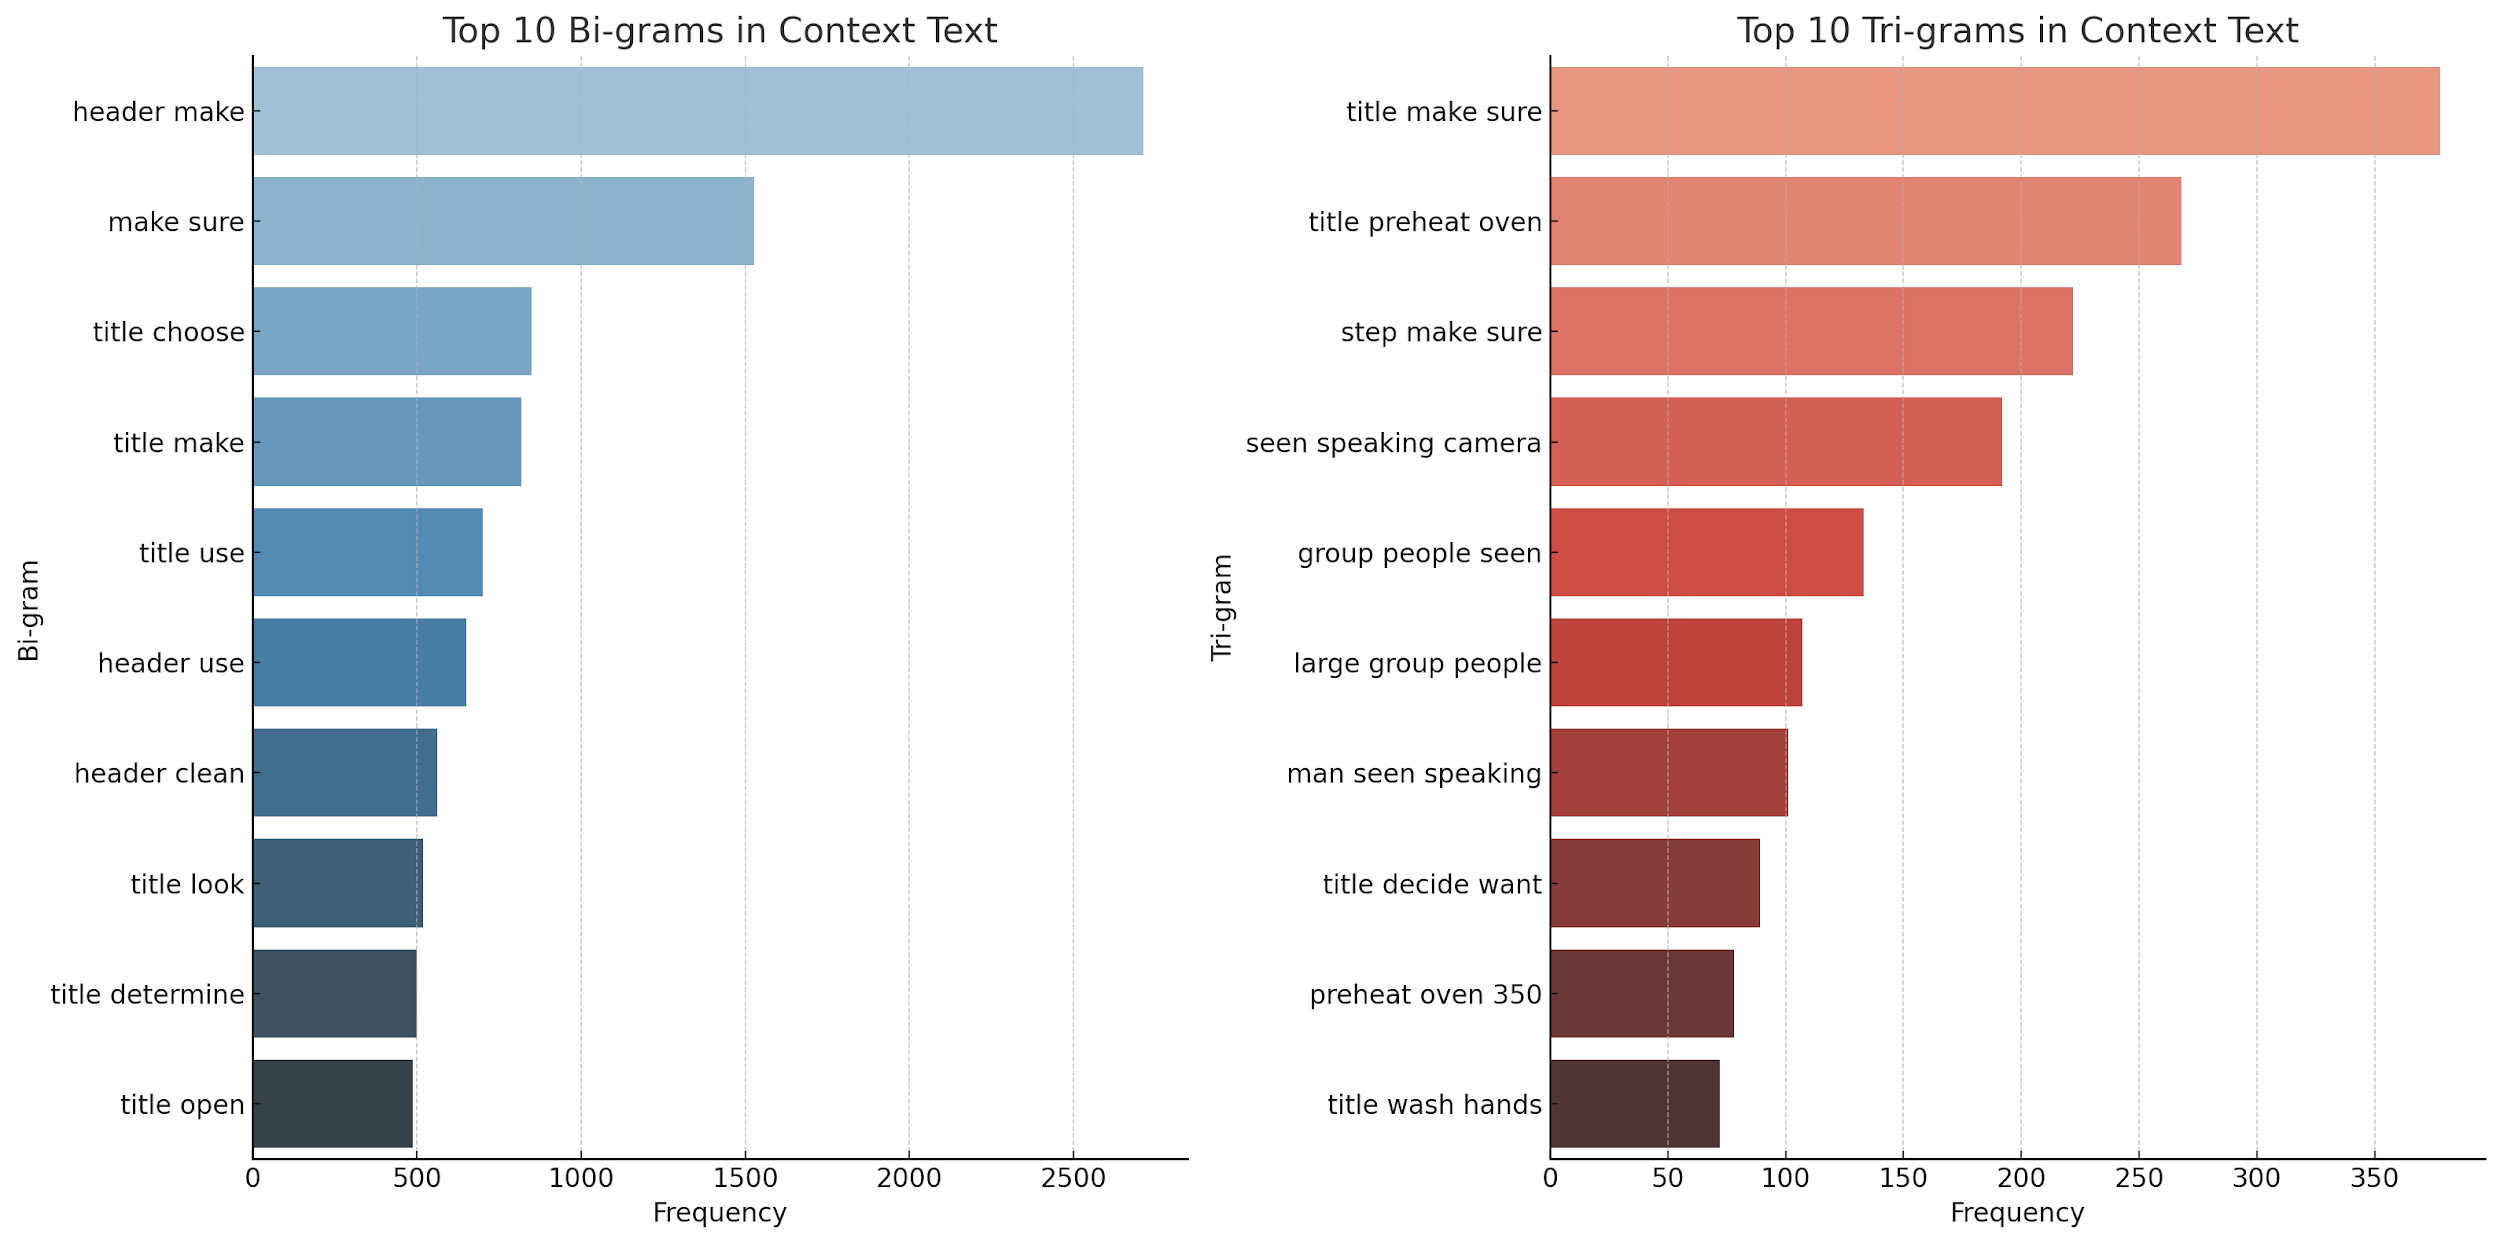 Top 10 Bi-grams in Context Text
Bi-gram
header make
make sure
title choose
title make
title use
header use
header clean
title look
title determine
title open
0 500 1000 1500 2000 2500
Frequency
Top 10 Tri-grams in Context Text
Tri-gram
title make sure
title preheat oven
step make sure
seen speaking camera
group people seen
large group people
man seen speaking
title decide want
preheat oven 350
title wash hands
0 50 100 150 200 250 300 350
Frequency